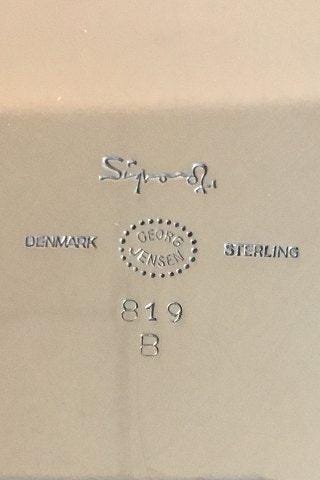 DENMARK GEORG JENSEN STERLING
819
B